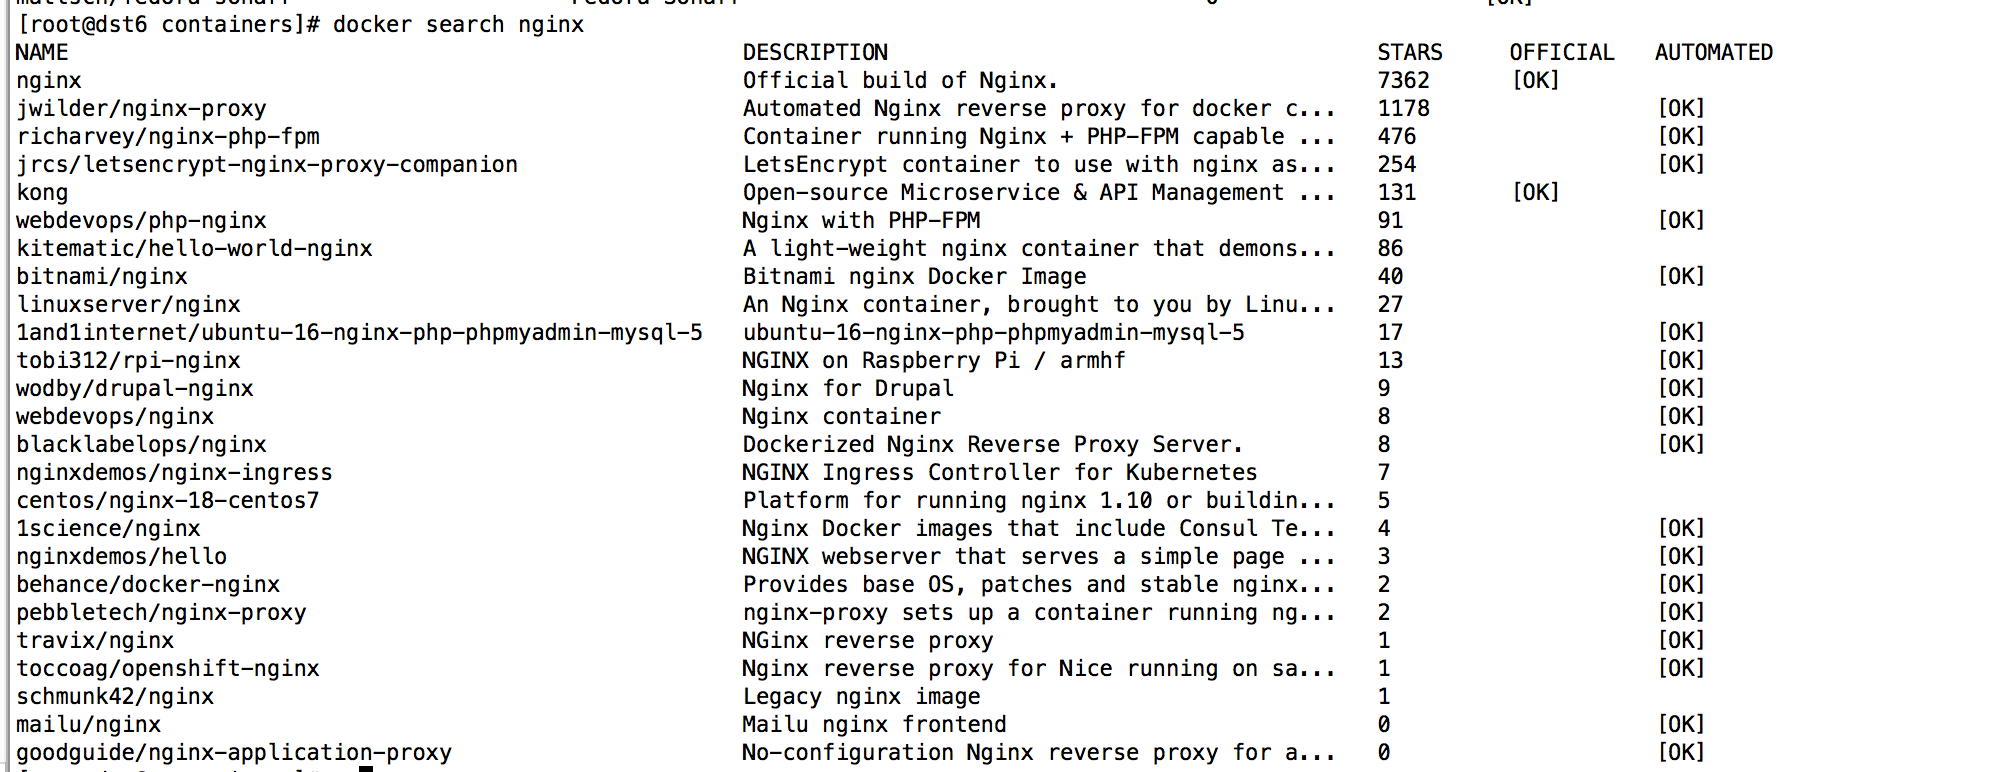 [root@dst6 containers]# docker search nginx
NAME DESCRIPTION STARS OFFICIAL AUTOMATED
nginx Official build of Nginx. 7362 [OK]
jwilder/nginx-proxy Automated Nginx reverse proxy for docker c... 1178 [OK]
richarvey/nginx-php-fpm Container running Nginx + PHP-FPM capable ... 476 [OK]
jrcs/letsencrypt-nginx-proxy-companion LetsEncrypt container to use with nginx as... 254 [OK]
kong Open-source Microservice & API Management ... 131 [OK]
webdevops/php-nginx Nginx with PHP-FPM 91 [OK]
kitematic/hello-world-nginx A light-weight nginx container that demons... 86
bitnami/nginx Bitnami nginx Docker Image 40 [OK]
linuxserver/nginx An Nginx container, brought to you by Linu... 27
1and1internet/ubuntu-16-nginx-php-phpmyadmin-mysql-5 ubuntu-16-nginx-php-phpmyadmin-mysql-5 17 [OK]
tobi312/rpi-nginx NGINX on Raspberry Pi / armhf 13 [OK]
wodby/drupal-nginx Nginx for Drupal 9 [OK]
webdevops/nginx Nginx container 8 [OK]
blacklabelops/nginx Dockerized Nginx Reverse Proxy Server. 8 [OK]
nginxdemos/nginx-ingress NGINX Ingress Controller for Kubernetes 7
centos/nginx-18-centos7 Platform for running nginx 1.10 or buildin... 5
1science/nginx Nginx Docker images that include Consul Te... 4 [OK]
nginxdemos/hello NGINX webserver that serves a simple page ... 3 [OK]
behance/docker-nginx Provides base OS, patches and stable nginx... 2 [OK]
pebbletech/nginx-proxy nginx-proxy sets up a container running ng... 2 [OK]
travix/nginx NGinx reverse proxy 1 [OK]
toccoag/openshift-nginx Nginx reverse proxy for Nice running on sa... 1 [OK]
schmunk42/nginx Legacy nginx image 1
mailu/nginx Mailu nginx frontend 0 [OK]
goodguide/nginx-application-proxy No-configuration Nginx reverse proxy for a... 0 [OK]